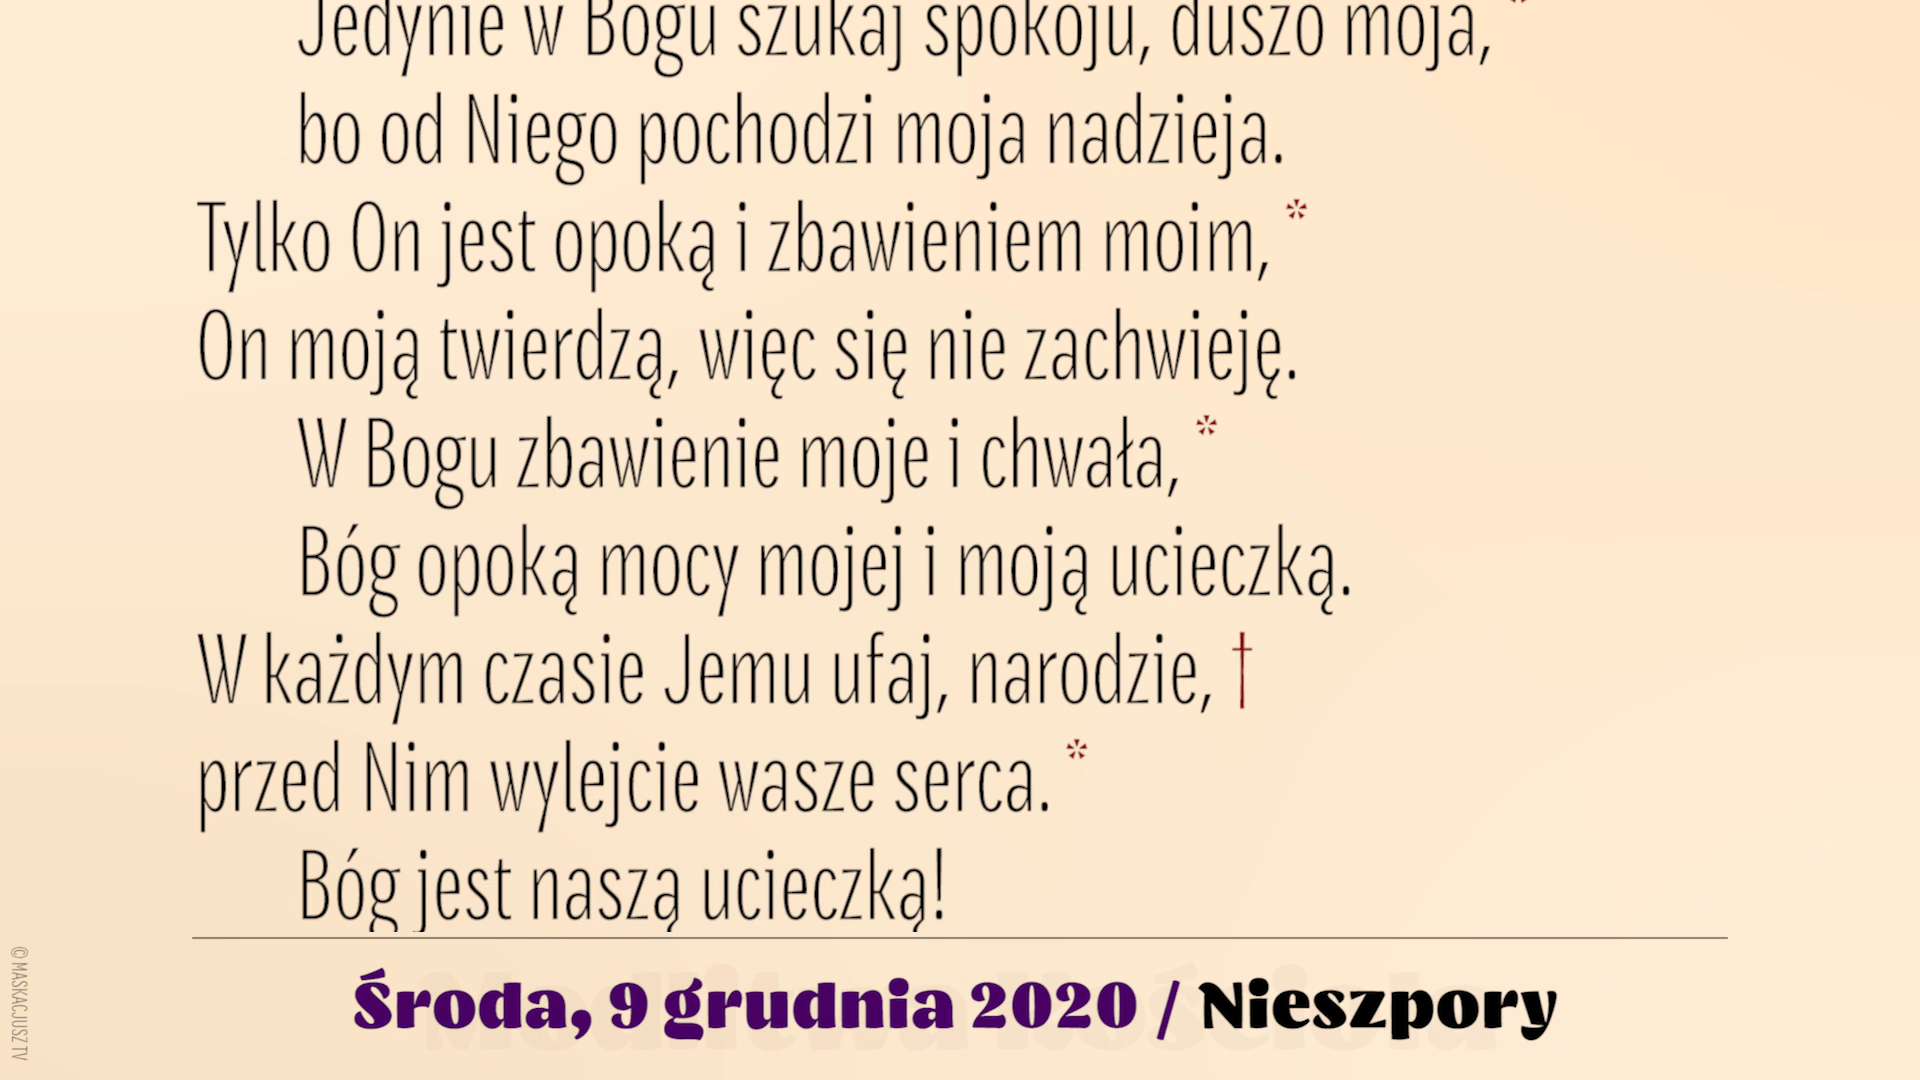 Jedynie w Bogu szukaj spokoju, duszo moja, *
bo od Niego pochodzi moja nadzieja.
Tylko On jest opoką i zbawieniem moim, *
On moją twierdzą, więc się nie zachwieję.
W Bogu zbawienie moje i chwała, *
Bóg opoką mocy mojej i moją ucieczką.
W każdym czasie Jemu ufaj, narodzie, †
przed Nim wylejcie wasze serca. *
Bóg jest naszą ucieczką!
Środa, 9 grudnia 2020 / Nieszpory
© MASKACJUSZ TV